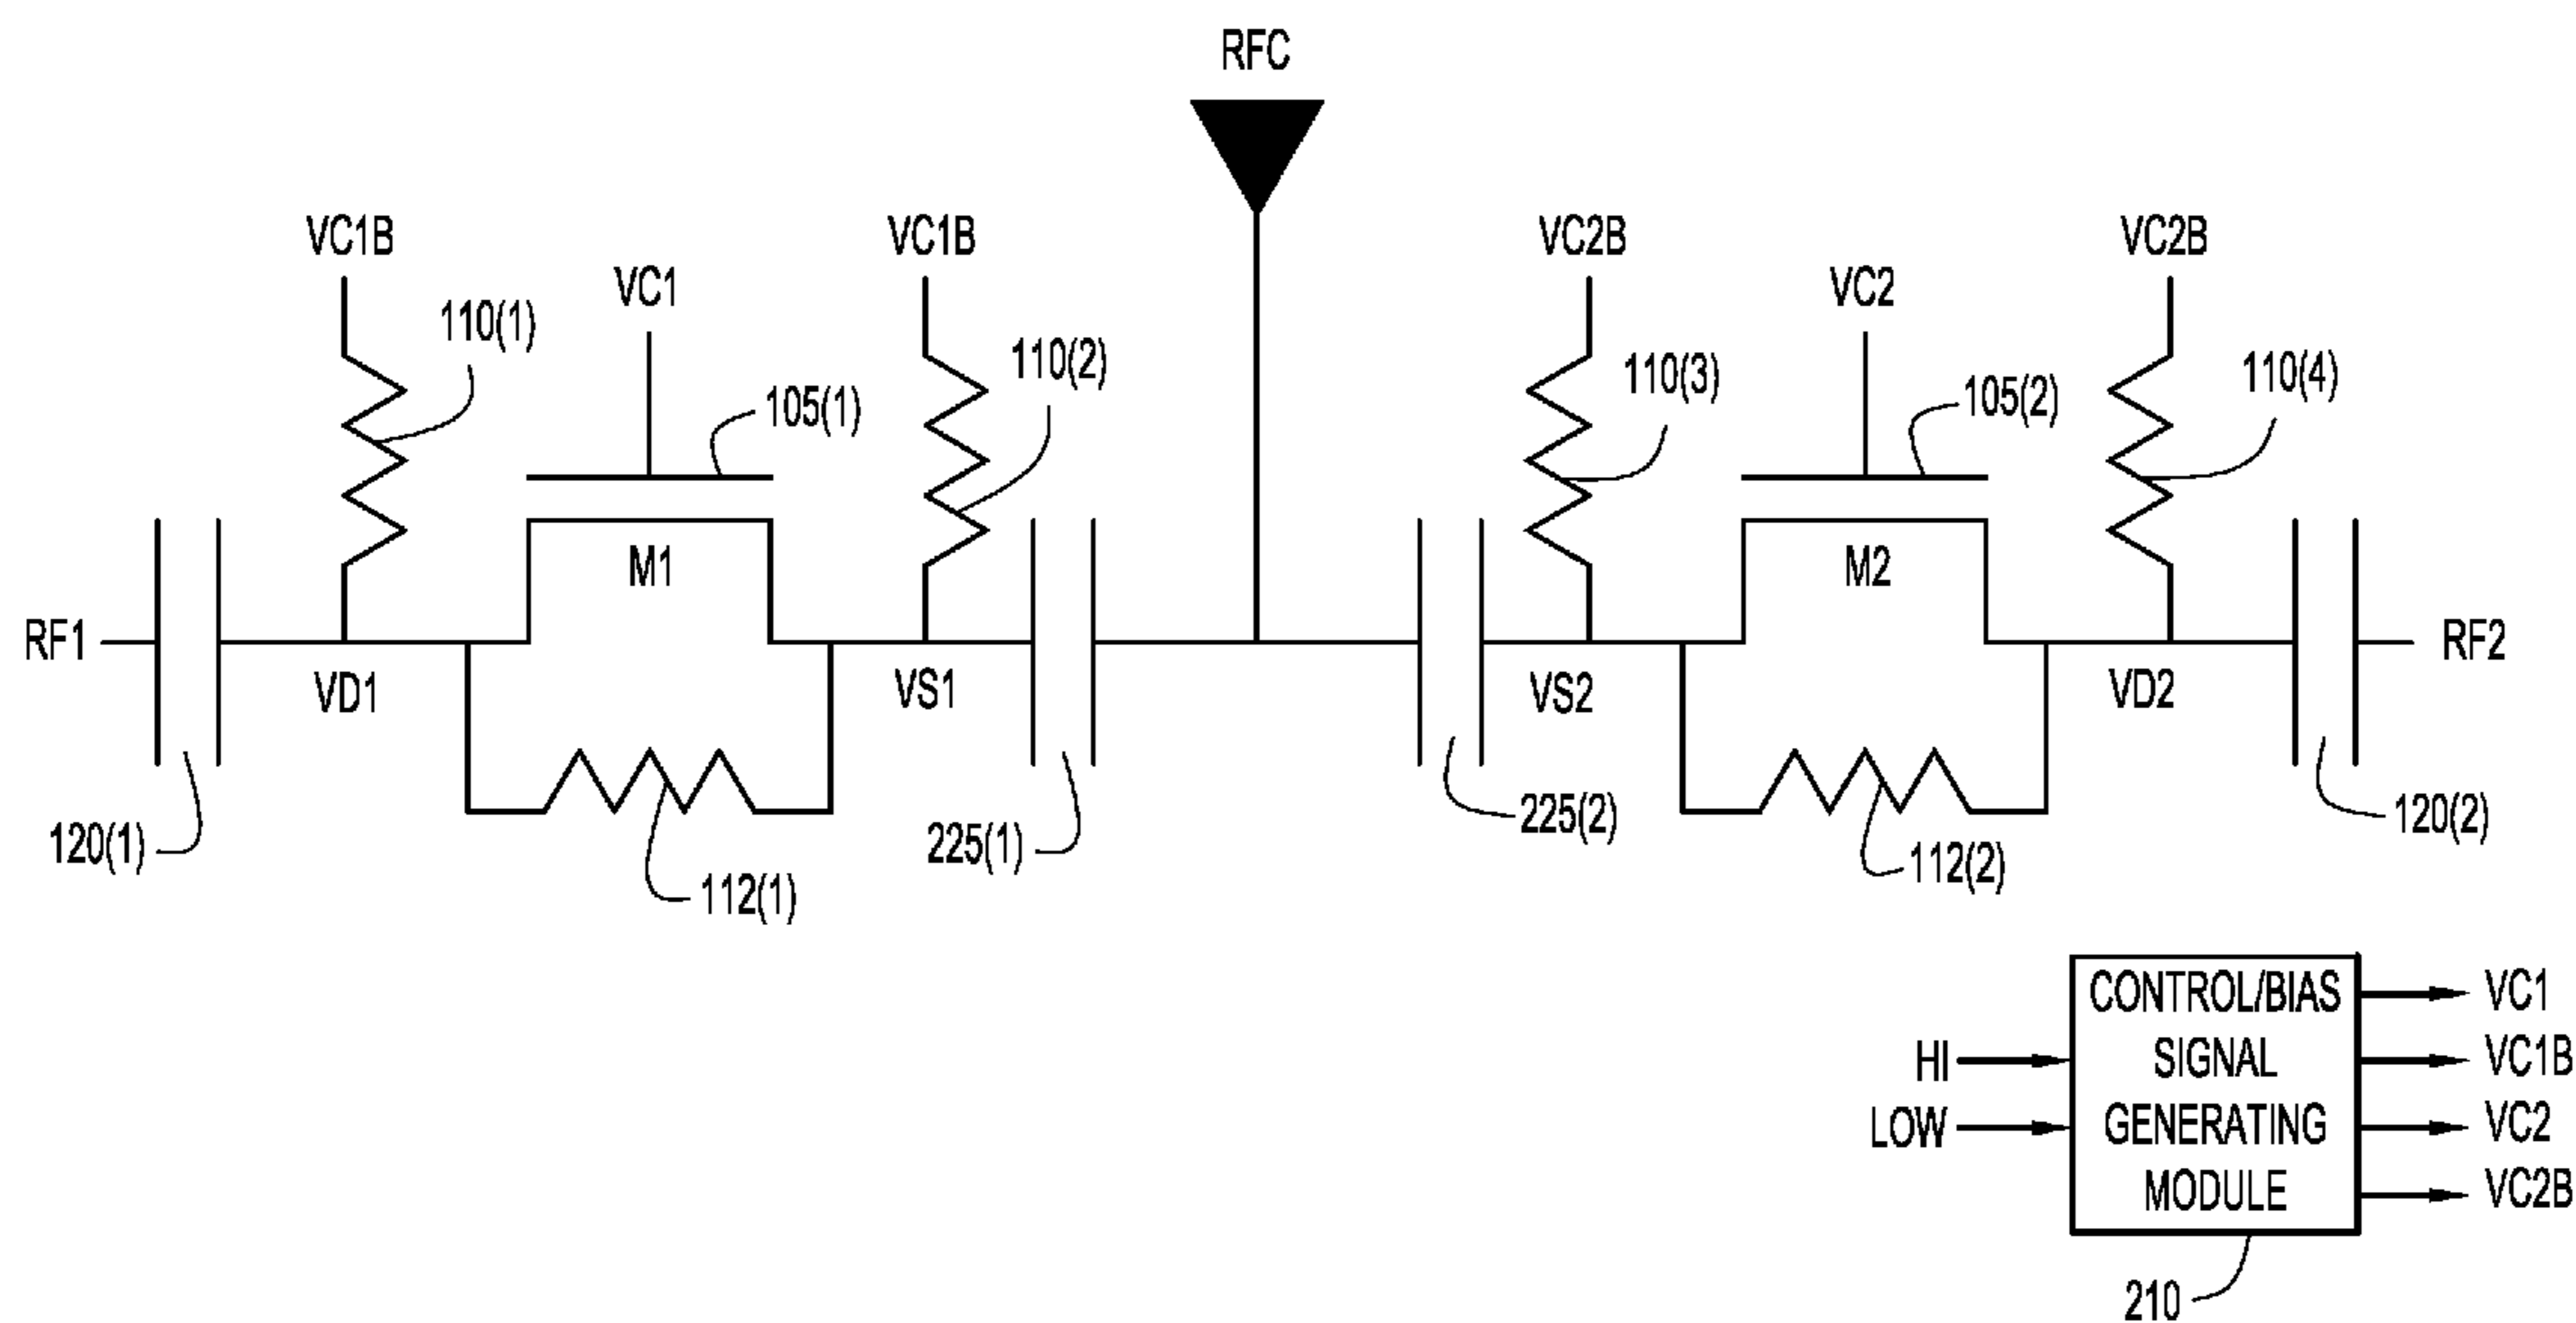 RFC
VC1B
VC1
VC1B
VC2B
VC2
VC2B
110(1)
105(1)
110(2)
110(3)
105(2)
110(4)
M1
M2
RF1
VD1
VS1
VS2
VD2
RF2
120(1)
112(1)
225(1)
225(2)
112(2)
120(2)
CONTROL/BIAS
SIGNAL
GENERATING
MODULE
HI
LOW
VC1
VC1B
VC2
VC2B
210